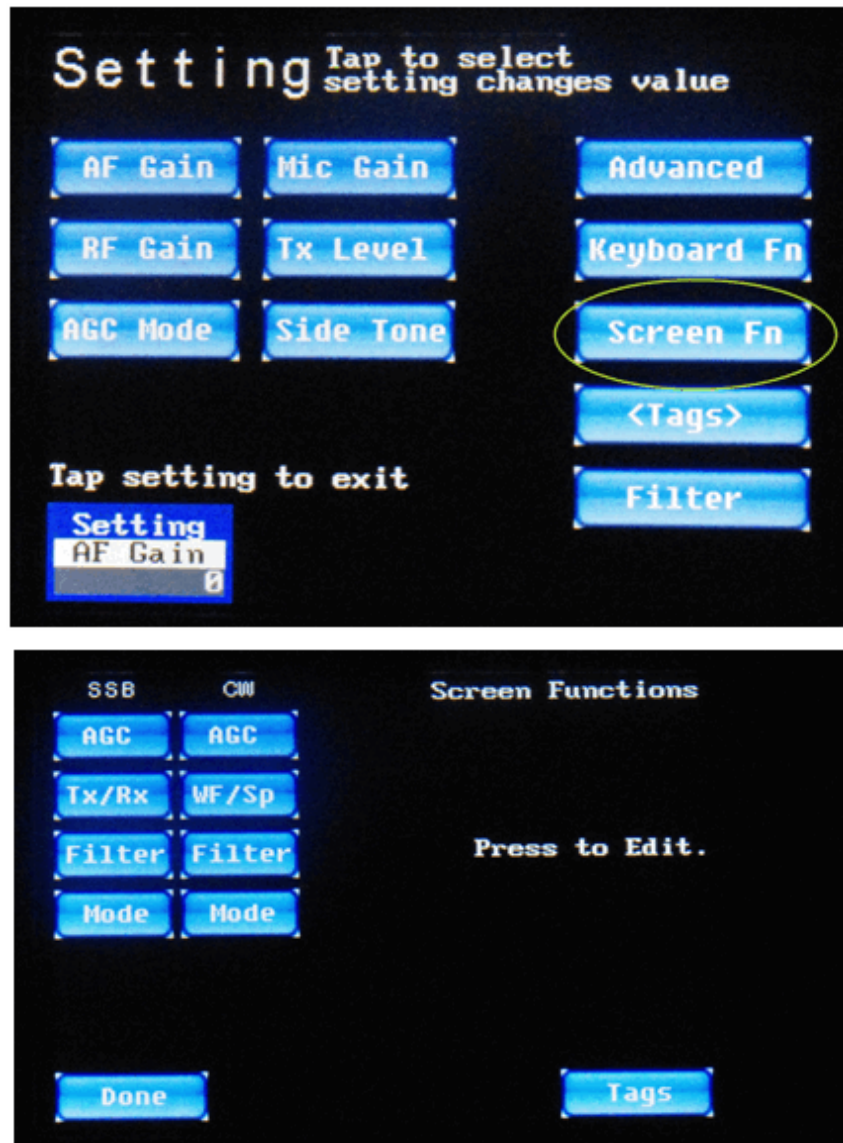 Setting Tap to select
setting changes value
AF Gain Mic Gain Advanced
RF Gain Tx Level Keyboard Fn
AGC Mode Side Tone Screen Fn
<Tags>
Tap setting to exit
Filter
Setting
AF Gain
0
SSB CW Screen Functions
AGC AGC
Tx/Rx WF/Sp
Filter Filter Press to Edit.
Mode Mode
Done Tags